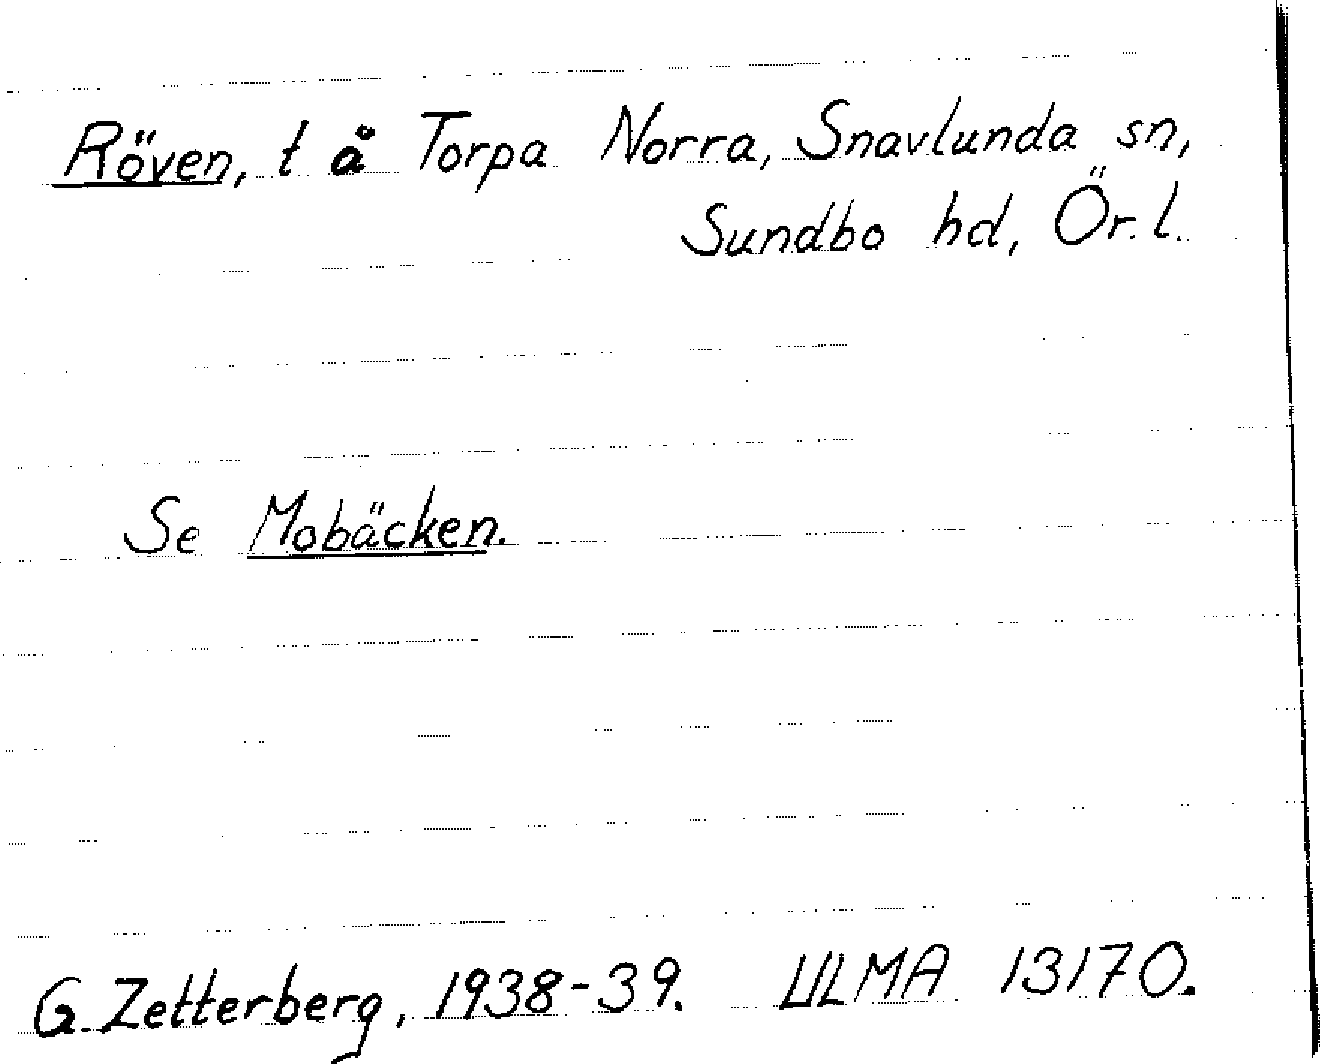 Röven, t å Torpa Norra, Snavlunda sn,
Sundbo hd, Ör. l.
Se Mobäcken.
G. Zetterberg, 1938-39. ULMA 13170.